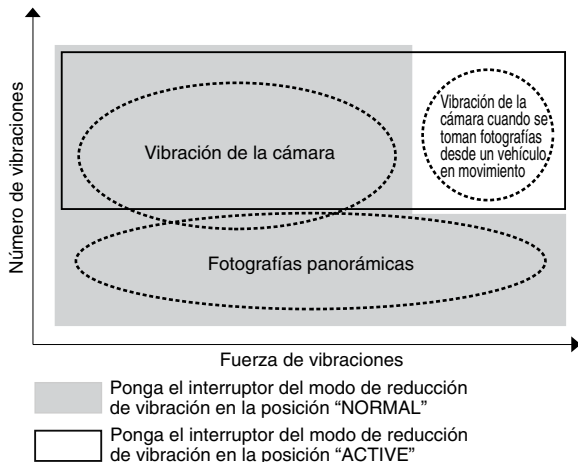 Número de vibraciones
Vibración de la cámara
Vibración de la
cámara cuando se
toman fotografías
desde un vehículo
en movimiento
Fotografías panorámicas
Fuerza de vibraciones
Ponga el interruptor del modo de reducción
de vibración en la posición “NORMAL”
Ponga el interruptor del modo de reducción
de vibración en la posición “ACTIVE”